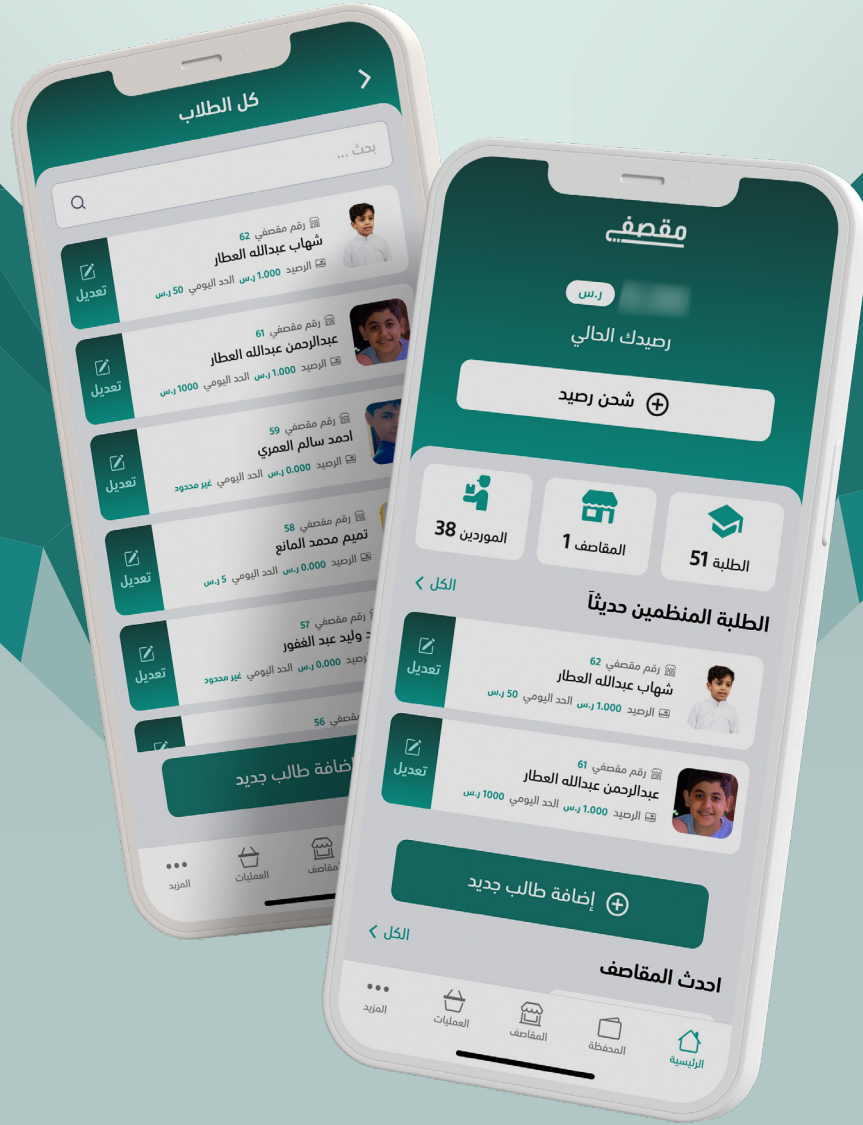 كل الطلاب
بحث ...
رقم مقصفي 62
شهاب عبدالله العطار
الرصيد 1.000 ر.س الحد اليومي 50 ر.س
تعديل
رقم مقصفي 61
عبدالرحمن عبدالله العطار
الرصيد 1.000 ر.س الحد اليومي 1000 ر.س
تعديل
رقم مقصفي 59
احمد سالم العمري
الرصيد 0.000 ر.س الحد اليومي غير محدود
تعديل
رقم مقصفي 58
تميم محمد المانع
الرصيد 0.000 ر.س الحد اليومي 5 ر.س
تعديل
رقم مقصفي 57
وليد عبد الغفور
0.000 ر.س الحد اليومي غير محدود
تعديل
56
طالب جديد
العمليات
المزيد
مقصفي
ر.س
رصيدك الحالي
شحن رصيد
الطلبة 51
المقاصف 1
الموردين 38
الطلبة المنظمين حديثاً
الكل
رقم مقصفي 62
شهاب عبدالله العطار
الرصيد 1.000 ر.س الحد اليومي 50 ر.س
تعديل
رقم مقصفي 61
عبدالرحمن عبدالله العطار
الرصيد 1.000 ر.س الحد اليومي 1000 ر.س
تعديل
إضافة طالب جديد
احدث المقاصف
الكل
الرئيسية
المحفظة
المقاصف
العمليات
المزيد